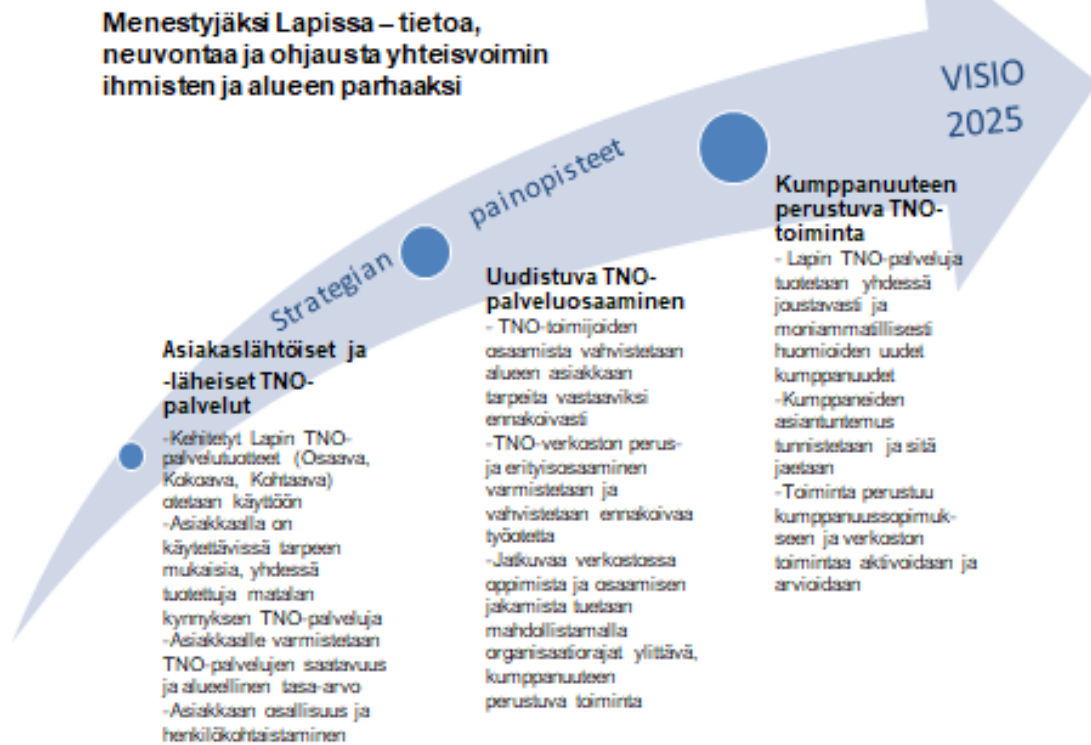 Menestyjäksi Lapissa – tietoa,
neuvontaa ja ohjausta yhteisvoimin
ihmisten ja alueen parhaaksi
VISIO
2025
Strategian painopisteet
Asiakaslähtöiset ja
-läheiset TNO-
palvelut
-Kehitetyt Lapin TNO-
palvelutuotteet (Osaava,
Kokoava, Kohtaava)
otetaan käyttöön
-Asiakkaalla on
käytettävissä tarpeen
mukaisia, yhdessä
tuotettuja matalan
kynnyksen TNO-palveluja
-Asiakkaalle varmistetaan
TNO-palvelujen saatavuus
ja alueellinen tasa-arvo
-Asiakkaan osallisuus ja
henkilökohtaistaminen
Uudistuva TNO-
palveluosaaminen
- TNO-toimijoiden
osaamista vahvistetaan
alueen asiakkaan
tarpeita vastaaviksi
ennakoivasti
-TNO-verkoston perus-
ja erityisosaaminen
varmistetaan ja
vahvistetaan ennakoivaa
työotetta
-Jatkuvaa verkostossa
oppimista ja osaamisen
jakamista tuetaan
mahdollistamalla
organisaatiorajat ylittävä,
kumppanuuteen
perustuva toiminta
Kumppanuuteen
perustuva TNO-
toiminta
- Lapin TNO-palveluja
tuotetaan yhdessä
joustavasti ja
moniammatillisesti
huomioiden uudet
kumppanuudet
-Kumppaneiden
asiantuntemus
tunnistetaan ja sitä
jaetaan
-Toiminta perustuu
kumppanuussopimuk-
seen ja verkoston
toimintaa aktivoidaan ja
arvioidaan